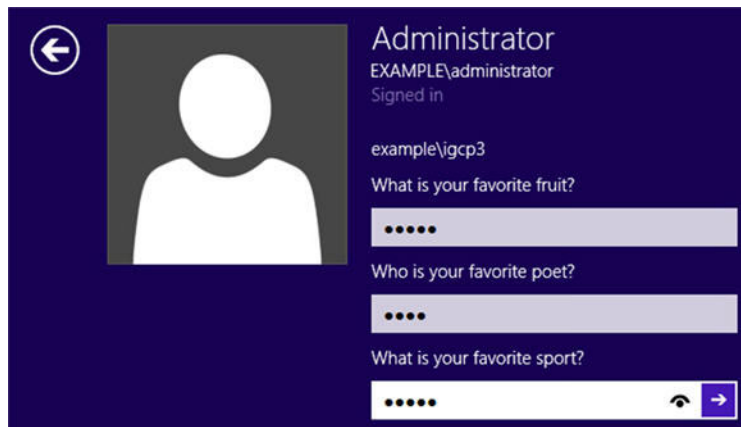 Administrator
EXAMPLE\administrator
Signed in
example\igcp3
What is your favorite fruit?
•••••
Who is your favorite poet?
••••
What is your favorite sport?
•••••